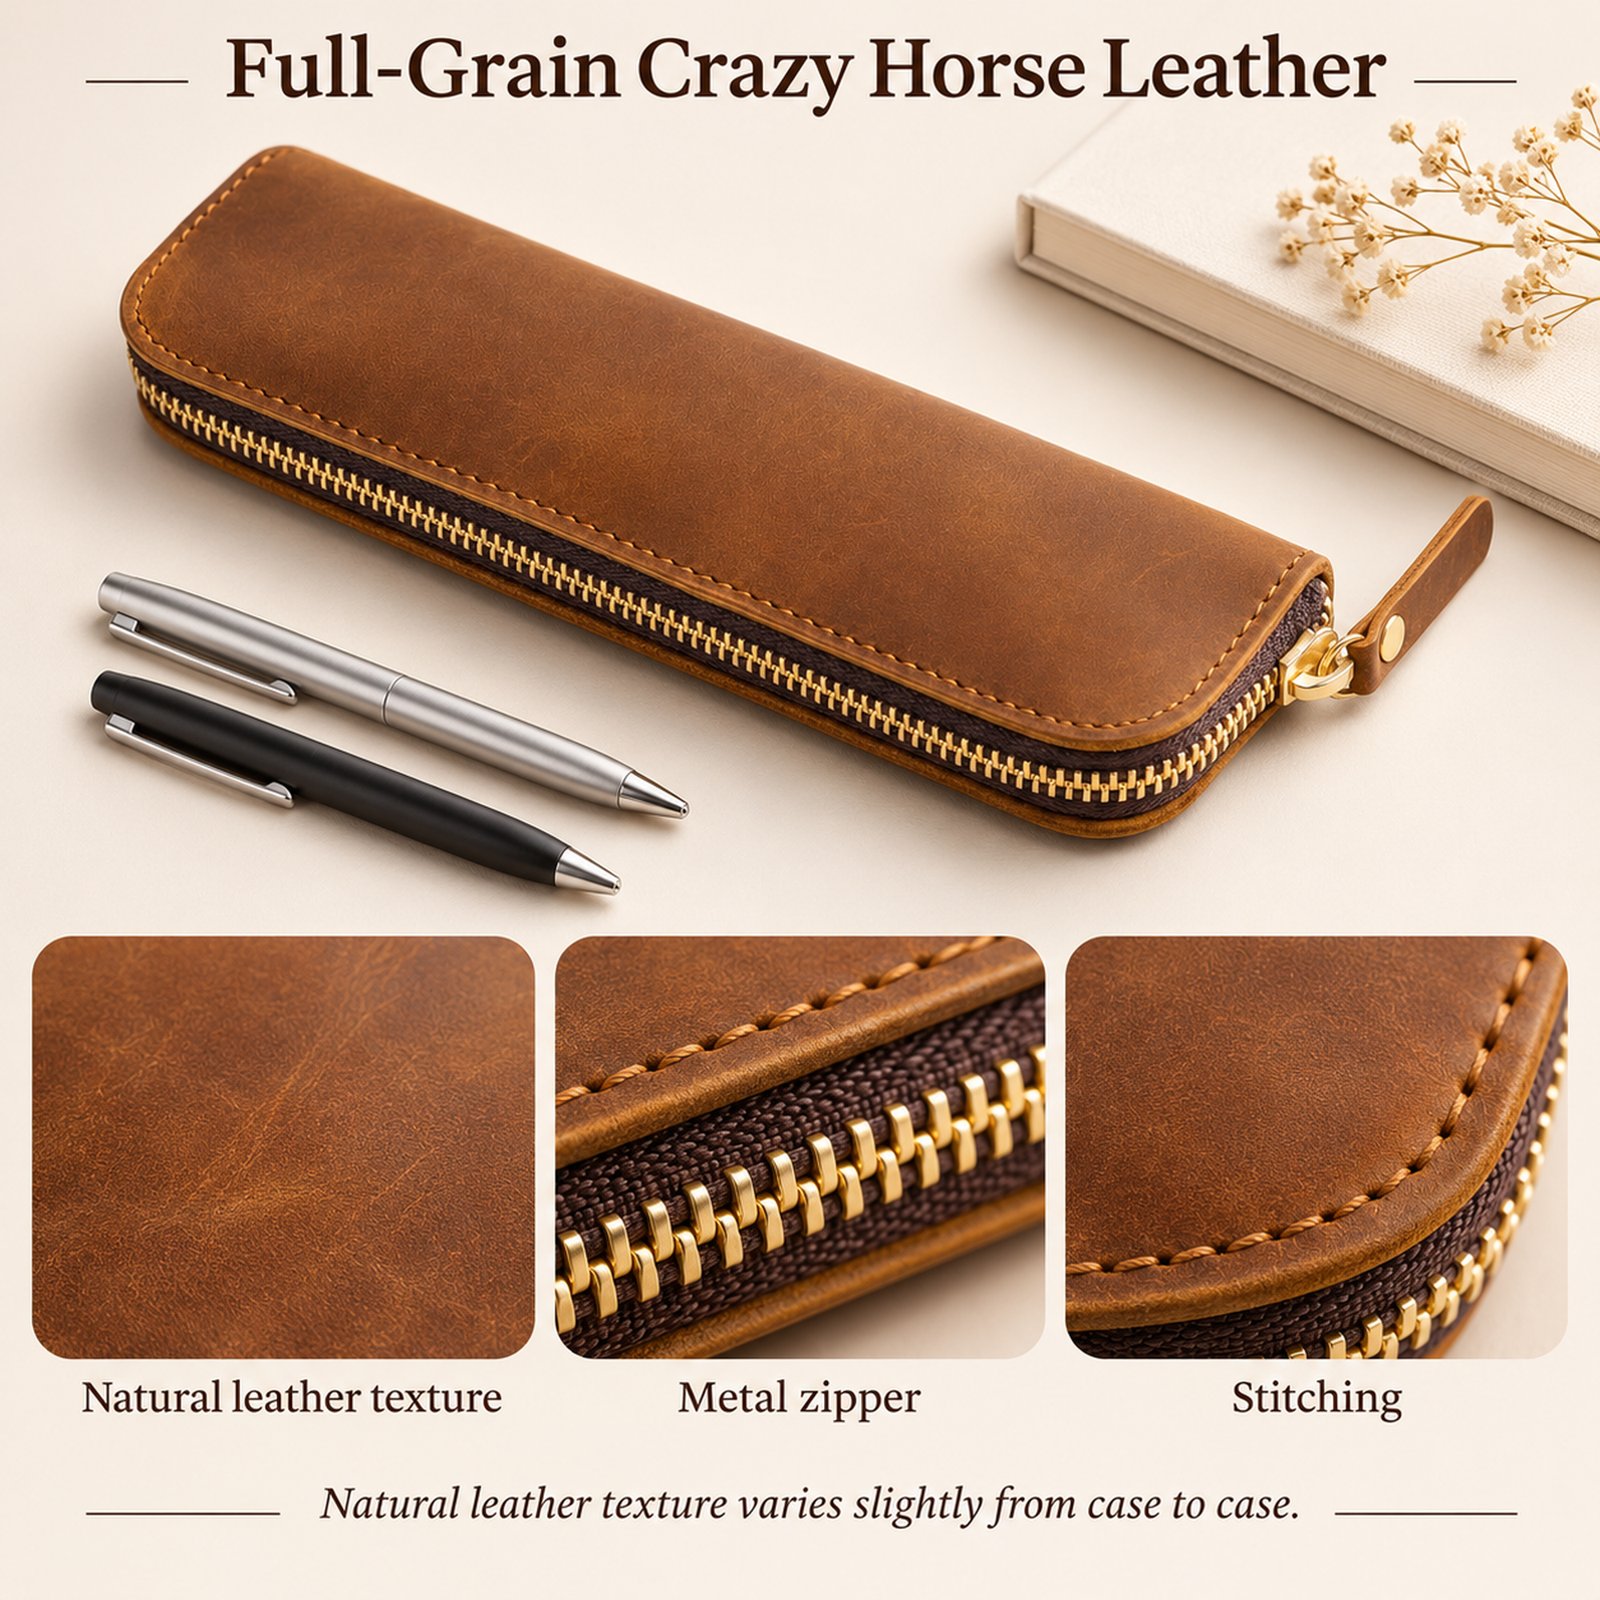 Full-Grain Crazy Horse Leather
Natural leather texture
Metal zipper
Stitching
Natural leather texture varies slightly from case to case.